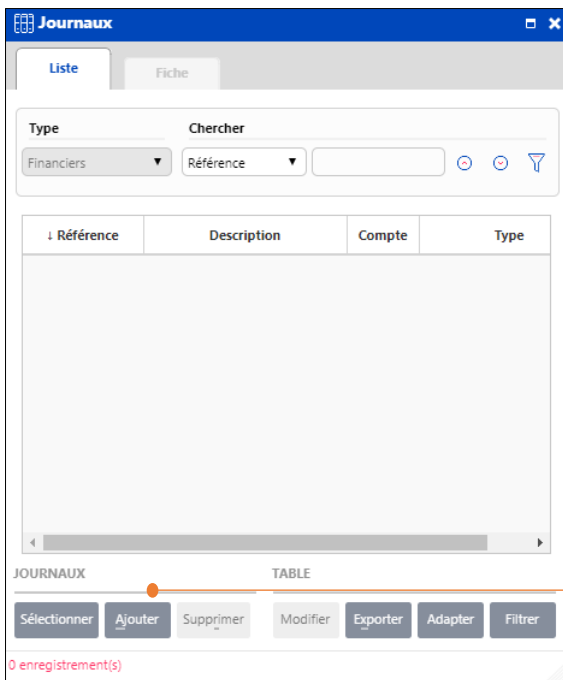 Journaux
Liste Fiche
Type Chercher
Financiers Référence
↓ Référence Description Compte Type
JOURNAUX TABLE
Sélectionner Ajouter Supprimer Modifier Exporter Adapter Filtrer
0 enregistrement(s)